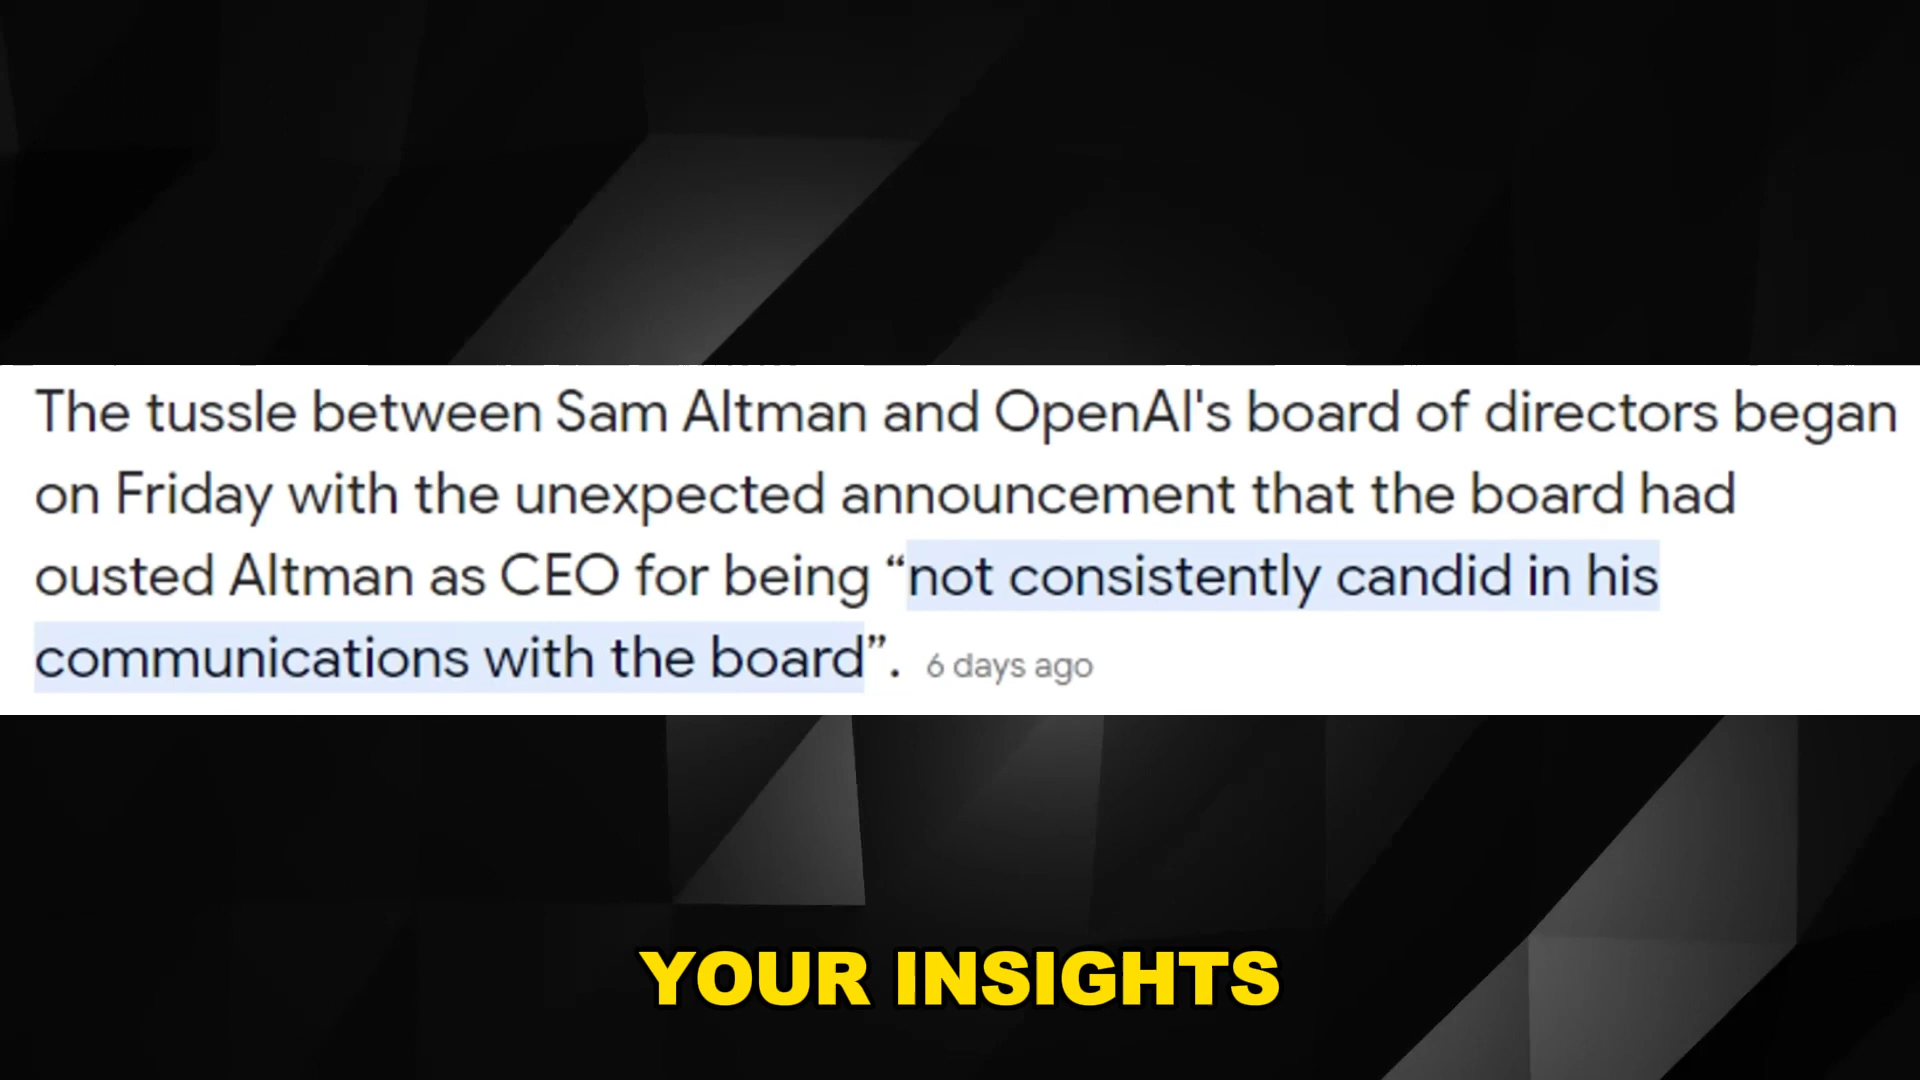 The tussle between Sam Altman and OpenAI's board of directors began
on Friday with the unexpected announcement that the board had
ousted Altman as CEO for being “not consistently candid in his
communications with the board”. 6 days ago
YOUR INSIGHTS